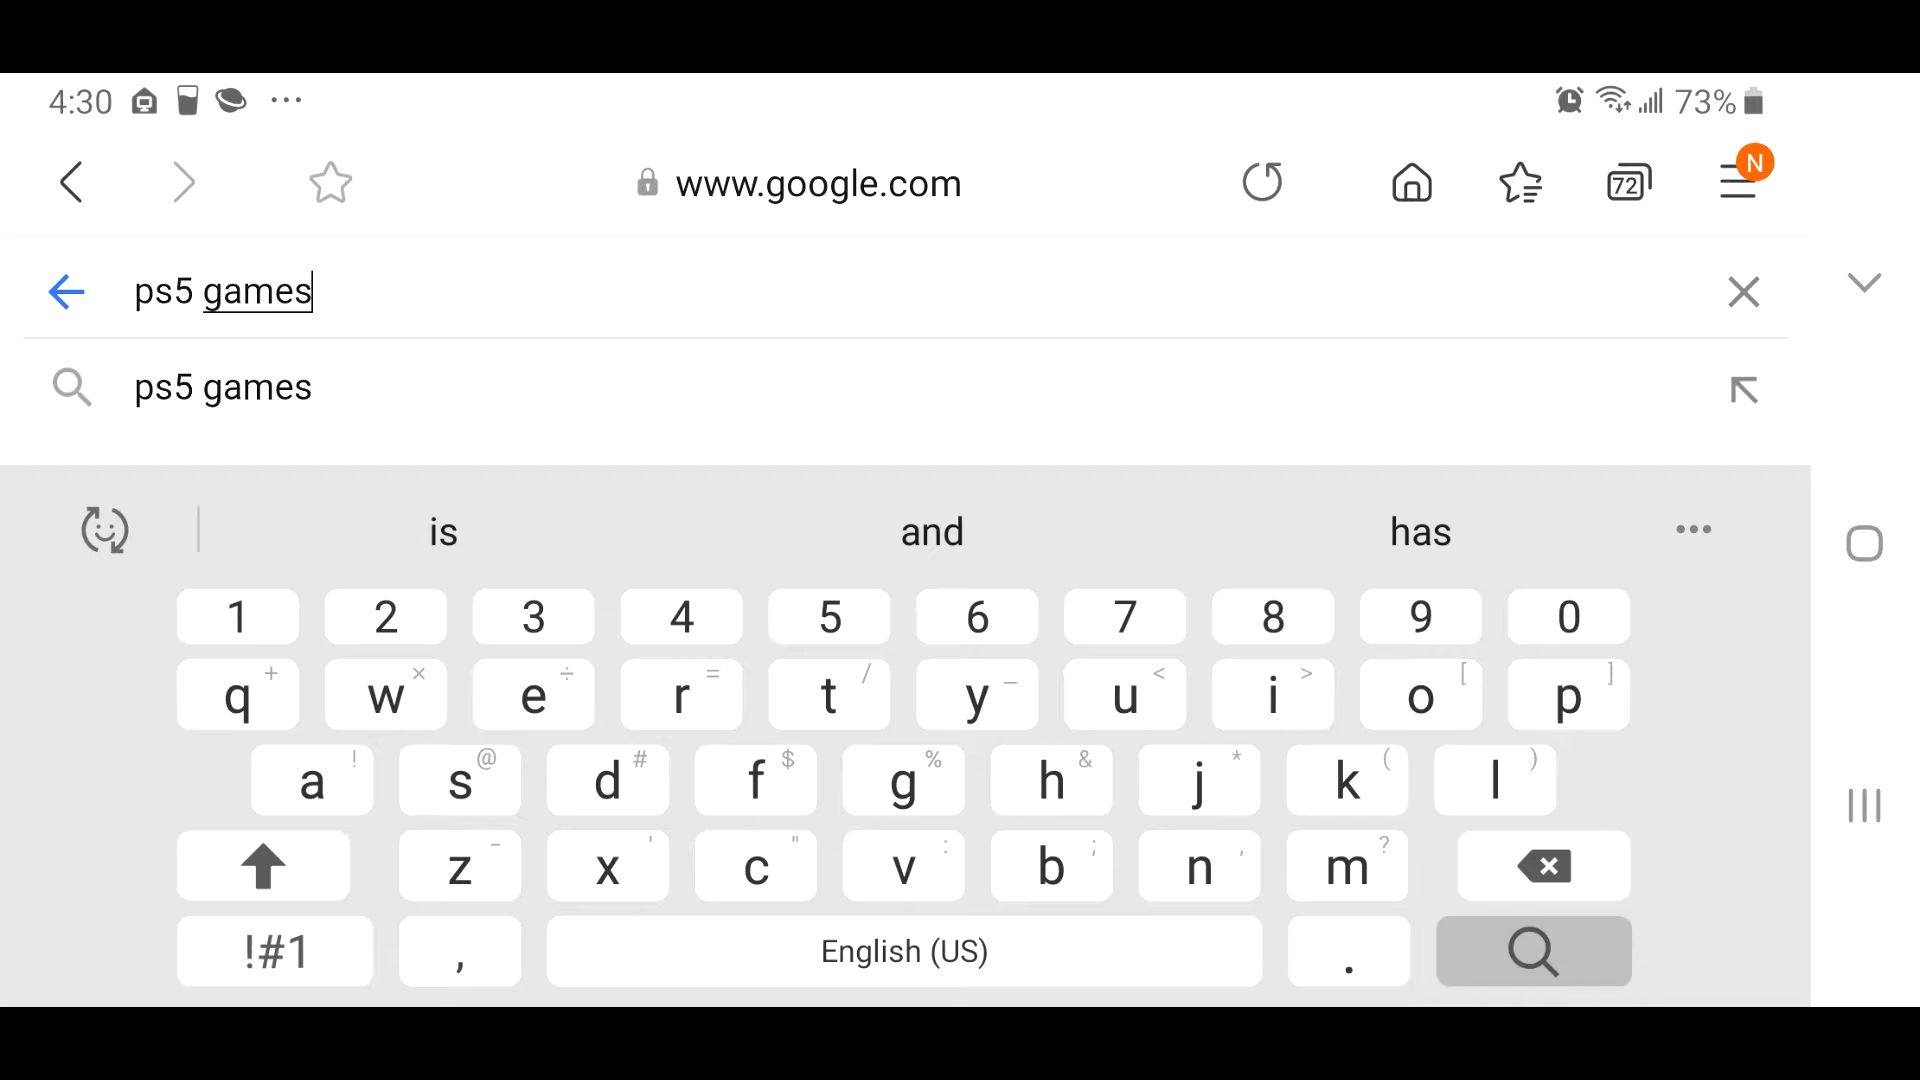 4:30 73%
www.google.com 72 N
ps5 games
ps5 games
is and has
1 2 3 4 5 6 7 8 9 0
q + w × e ÷ r = t / y _ u < i > o [ p ]
a ! s @ d # f $ g % h & j * k ( l )
z - x ' c " v : b ; n , m ?
!#1 , English (US) .